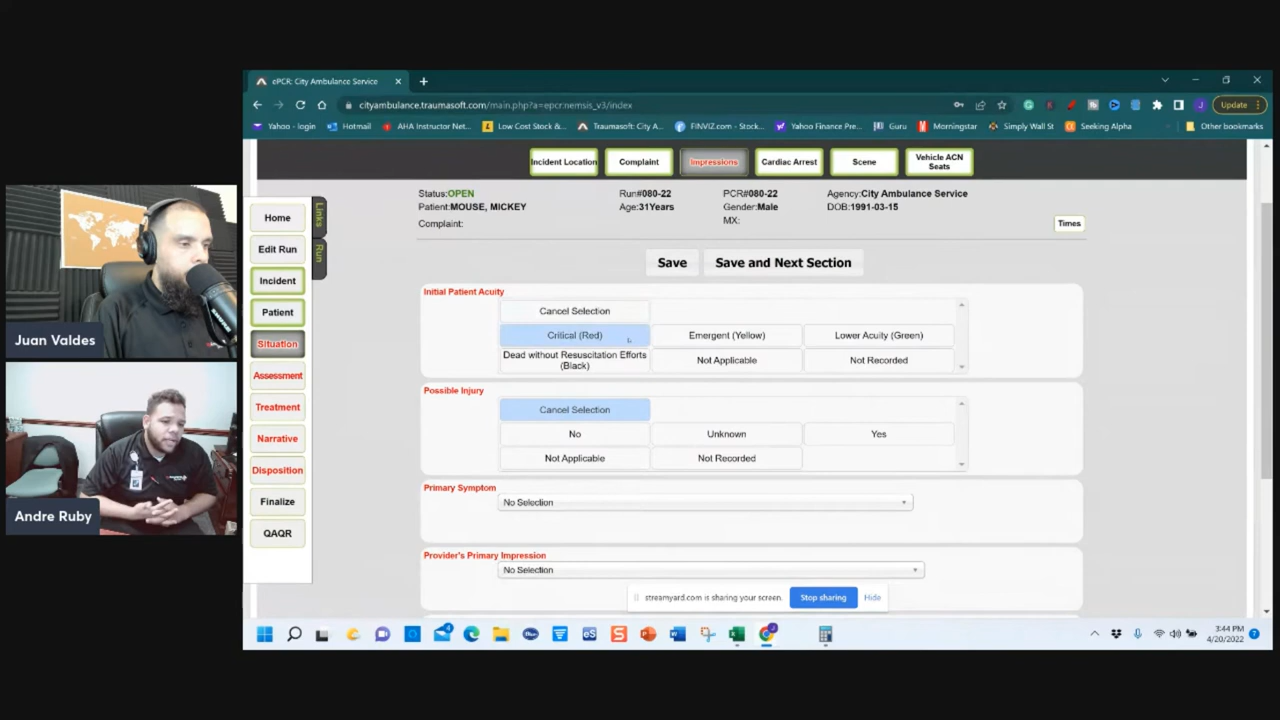 ePCR: City Ambulance Service
cityambulance.traumasoft.com/main.php?a=epcr:nemsis_v3/index
Update
Yahoo - login
Hotmail
AHA Instructor Net...
Low Cost Stock &...
Traumasoft: City A...
FINVIZ.com - Stock...
Yahoo Finance Pre...
Guru
Morningstar
Simply Wall St
Seeking Alpha
Other bookmarks
Incident Location
Complaint
Impressions
Cardiac Arrest
Scene
Vehicle ACN
Seats
Status:OPEN
Run#080-22
PCR#080-22
Agency:City Ambulance Service
Patient:MOUSE, MICKEY
Age:31Years
Gender:Male
DOB:1991-03-15
Complaint:
MX:
Times
Links
Run
Home
Edit Run
Incident
Patient
Situation
Assessment
Treatment
Narrative
Disposition
Finalize
QAQR
Save
Save and Next Section
Initial Patient Acuity
Cancel Selection
Critical (Red)
Emergent (Yellow)
Lower Acuity (Green)
Dead without Resuscitation Efforts
(Black)
Not Applicable
Not Recorded
Possible Injury
Cancel Selection
No
Unknown
Yes
Not Applicable
Not Recorded
Primary Symptom
No Selection
Provider's Primary Impression
No Selection
streamyard.com is sharing your screen.
Stop sharing
Hide
Juan Valdes
Andre Ruby
3:44 PM
4/20/2022